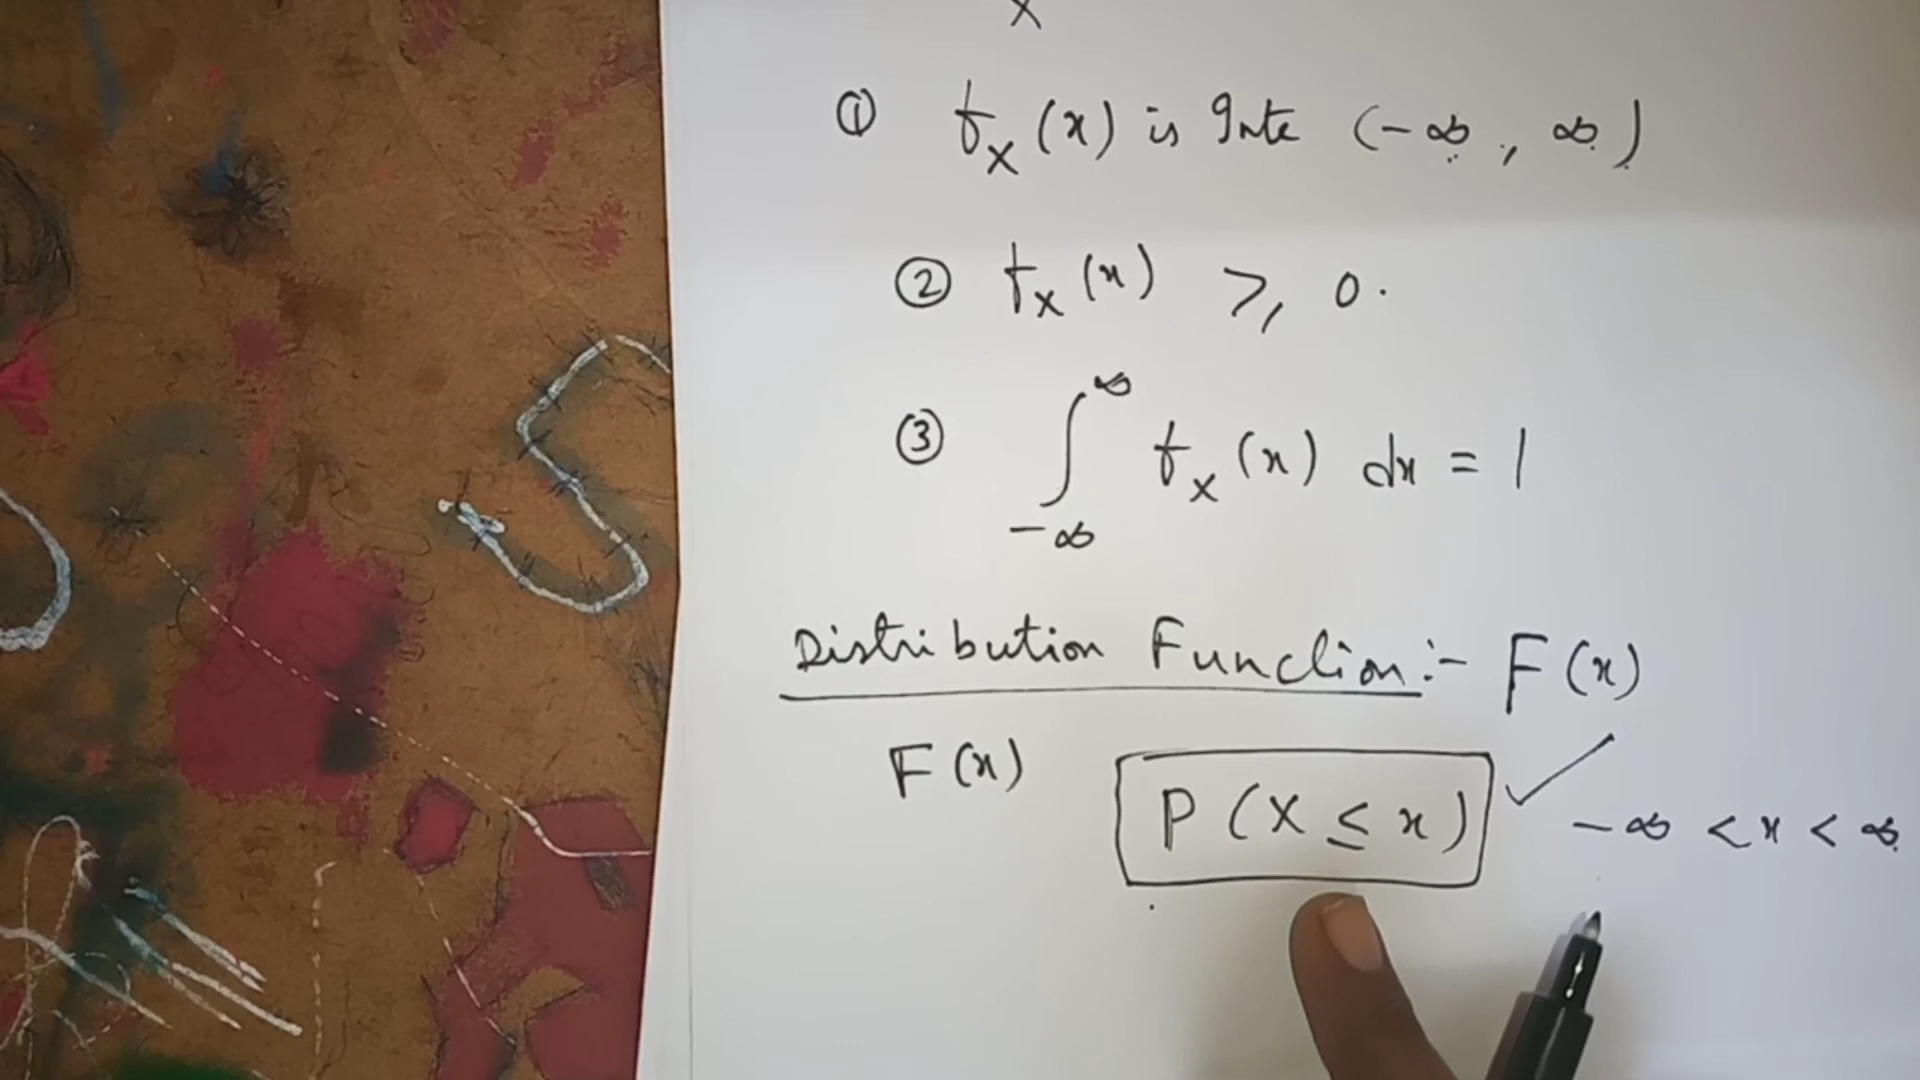 X
① fX(x) is Inte (-∞, ∞)
② fX(x) ≥ 0.
③ ∫_{-∞}^{∞} fX(x) dx = 1
Distribution Function :- F(x)
F(x) P(X ≤ x) ✓ -∞ < x < ∞.